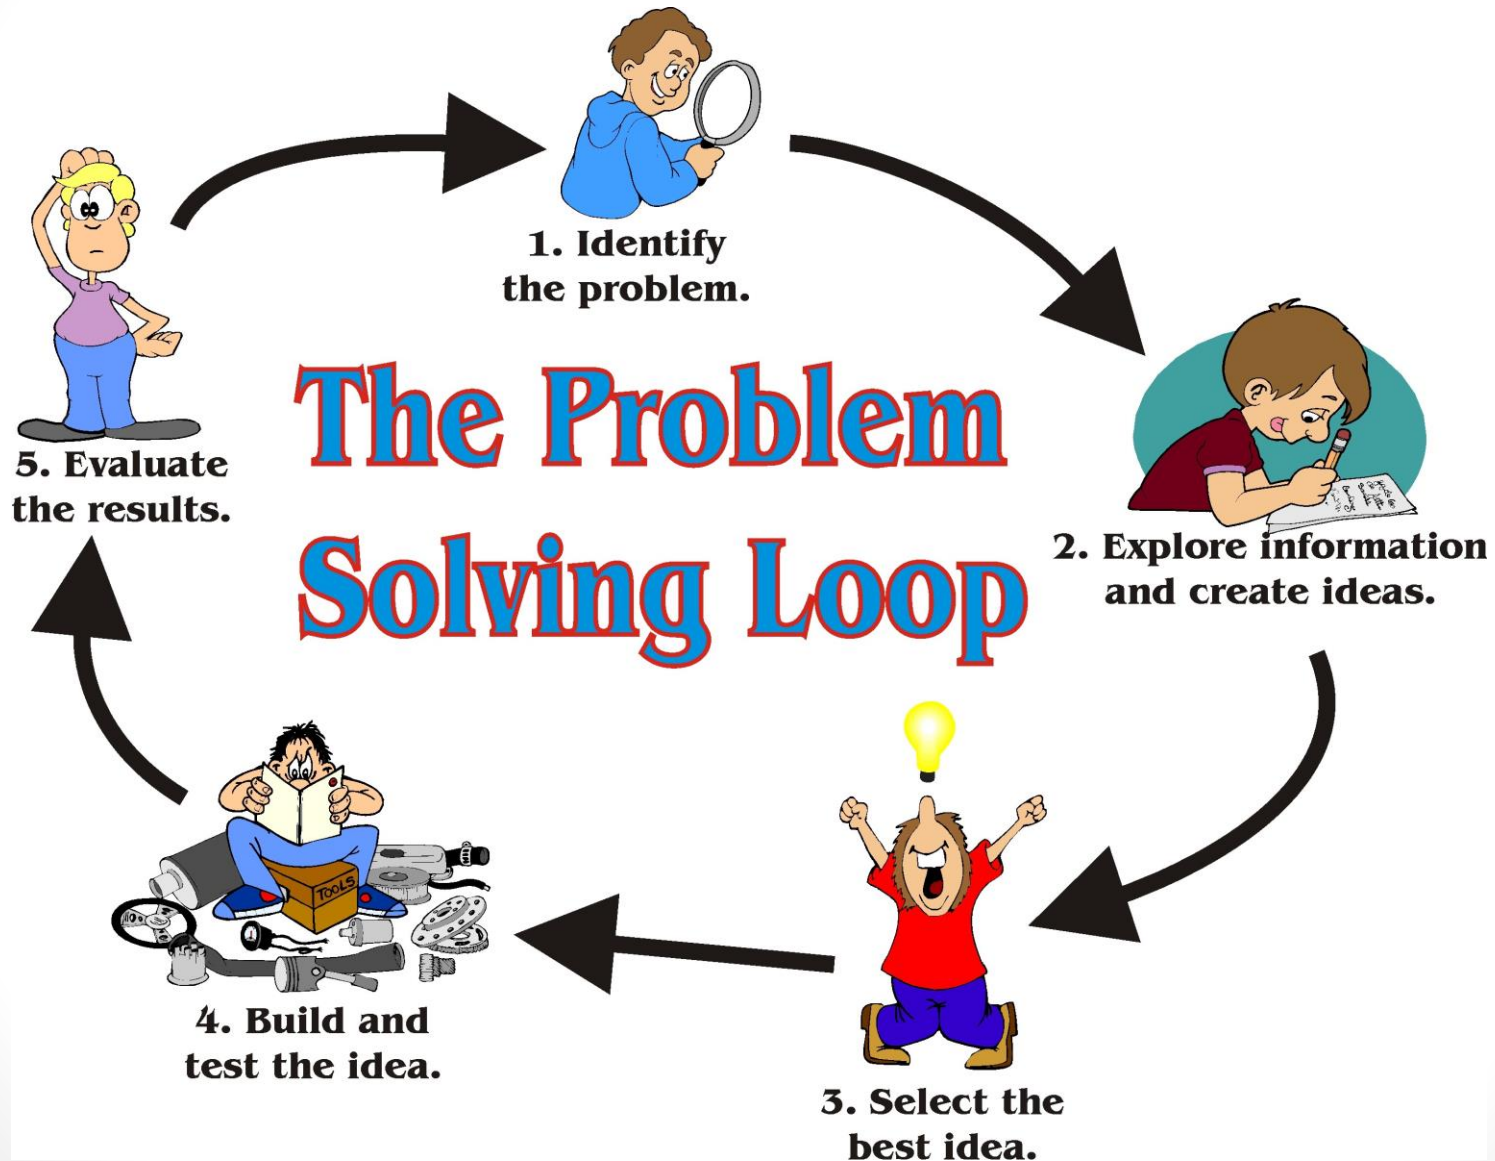 The Problem
Solving Loop
1. Identify
the problem.
2. Explore information
and create ideas.
3. Select the
best idea.
4. Build and
test the idea.
TOOLS
5. Evaluate
the results.